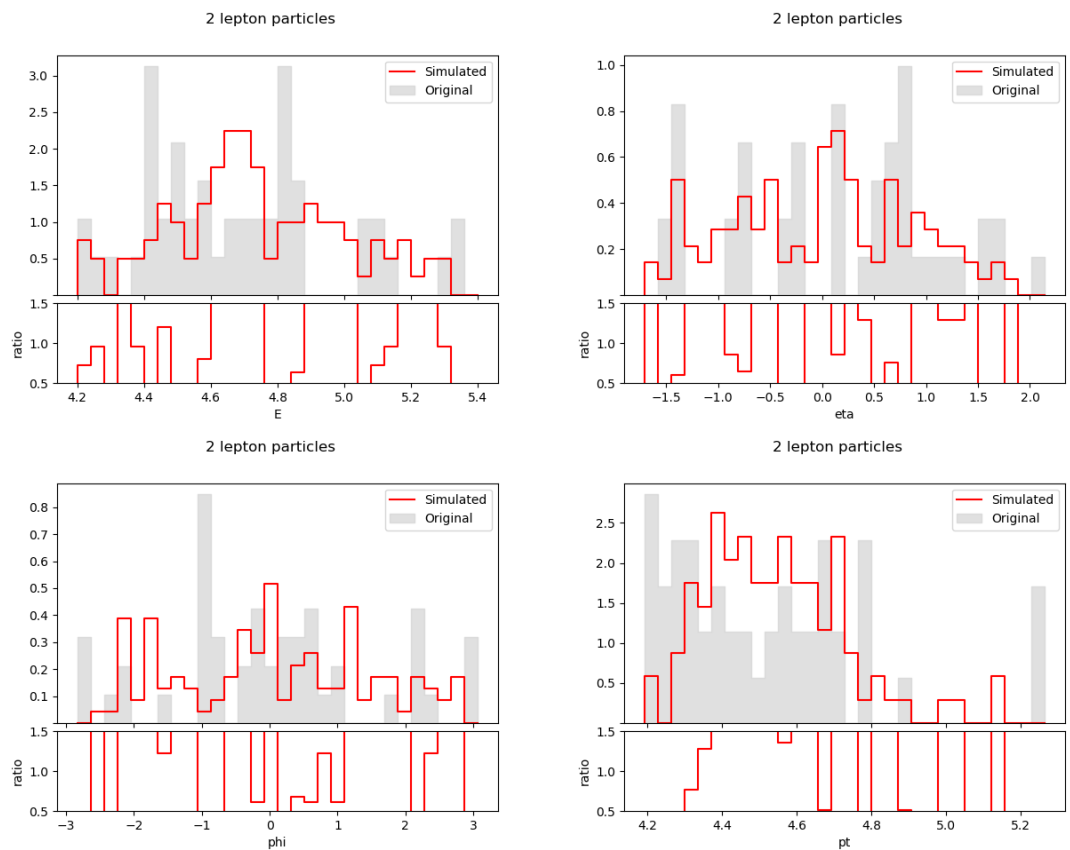 2 lepton particles
3.0
2.5
2.0
1.5
1.0
0.5
Simulated
Original
1.5
1.0
0.5
ratio
4.2 4.4 4.6 4.8 5.0 5.2 5.4
E
2 lepton particles
1.0
0.8
0.6
0.4
0.2
Simulated
Original
1.5
1.0
0.5
ratio
−1.5 −1.0 −0.5 0.0 0.5 1.0 1.5 2.0
eta
2 lepton particles
0.8
0.7
0.6
0.5
0.4
0.3
0.2
0.1
Simulated
Original
1.5
1.0
0.5
ratio
−3 −2 −1 0 1 2 3
phi
2 lepton particles
2.5
2.0
1.5
1.0
0.5
Simulated
Original
1.5
1.0
0.5
ratio
4.2 4.4 4.6 4.8 5.0 5.2
pt